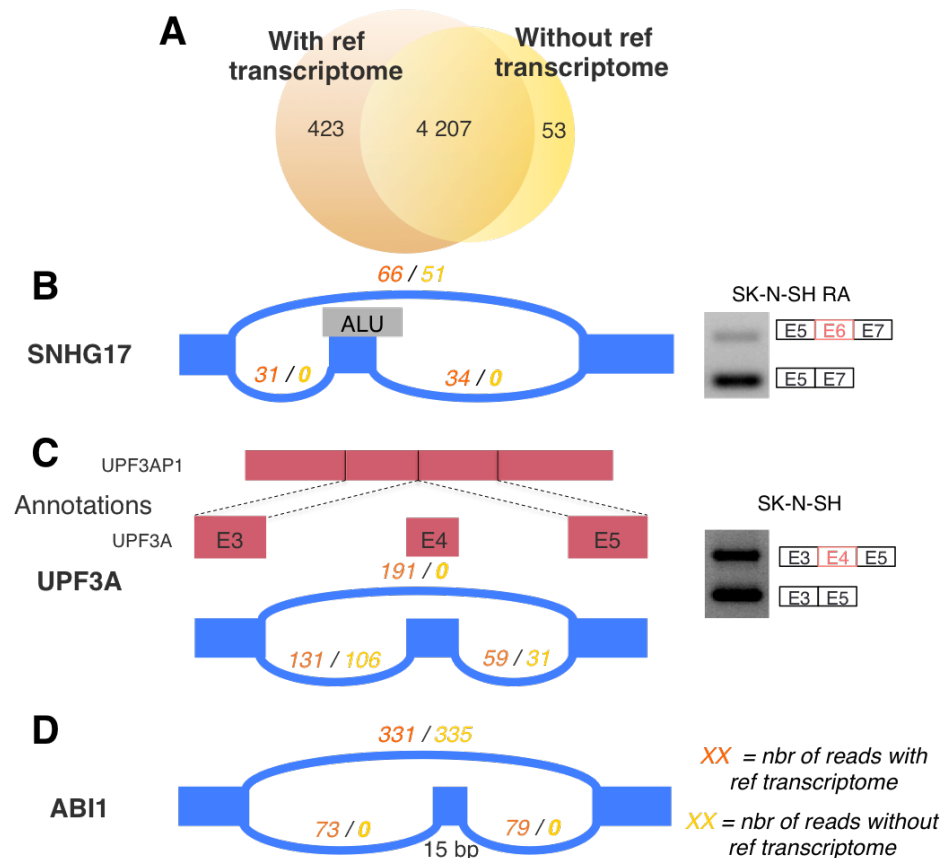 A
With ref
transcriptome
Without ref
transcriptome
423
4 207
53
B
66 / 51
SNHG17
ALU
31 / 0
34 / 0
SK-N-SH RA
E5 E6 E7
E5 E7
C
UPF3AP1
Annotations
UPF3A
E3
E4
E5
UPF3A
191 / 0
131 / 106
59 / 31
SK-N-SH
E3 E4 E5
E3 E5
D
331 / 335
ABI1
73 / 0
79 / 0
15 bp
XX = nbr of reads with
ref transcriptome
XX = nbr of reads without
ref transcriptome